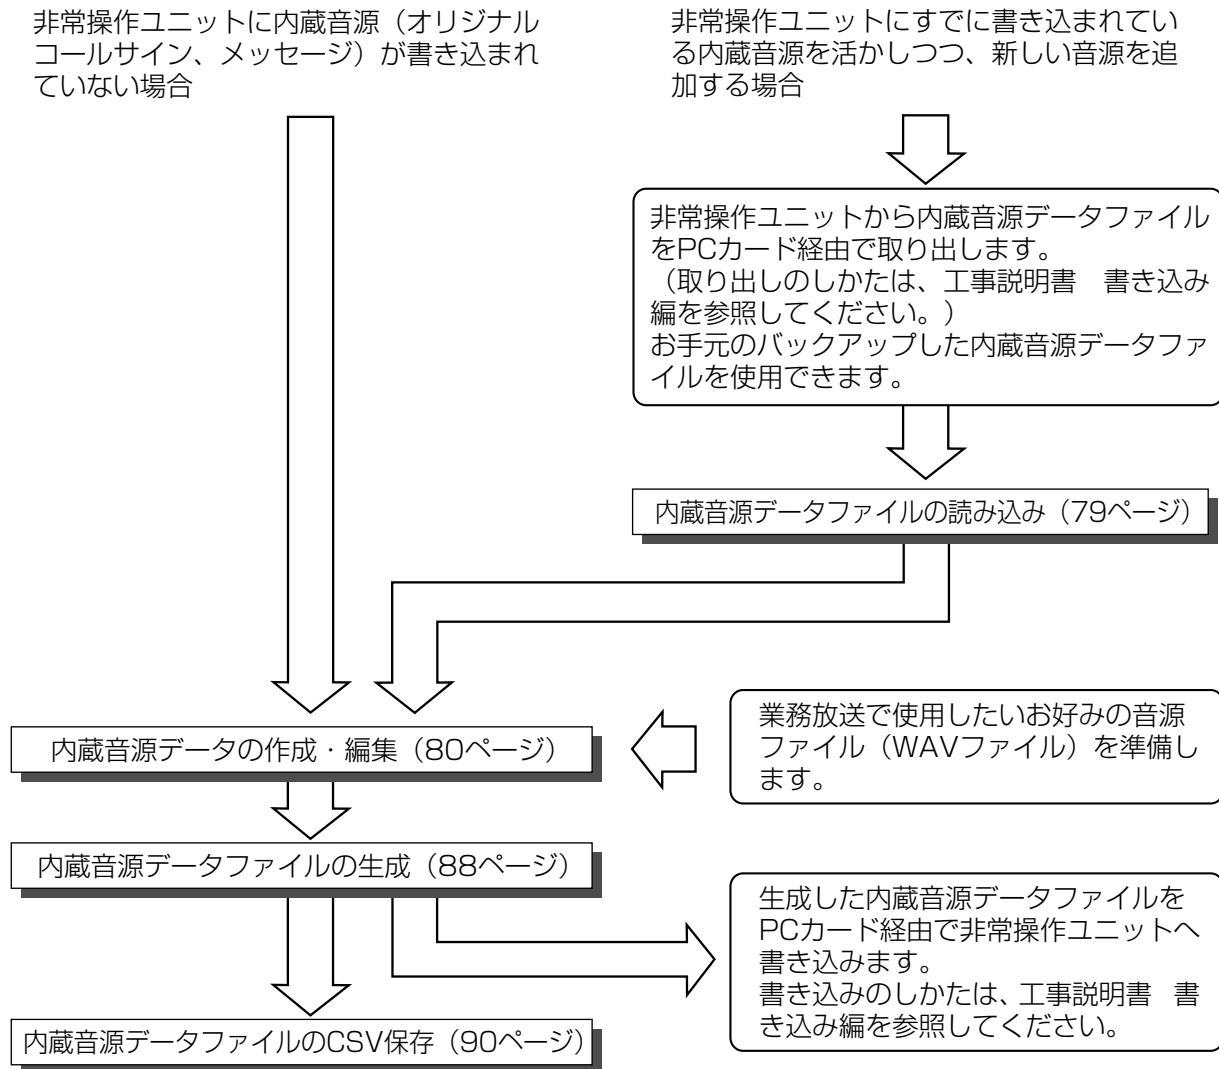 非常操作ユニットに内蔵音源（オリジナル
コールサイン、メッセージ）が書き込まれ
ていない場合
非常操作ユニットにすでに書き込まれてい
る内蔵音源を活かしつつ、新しい音源を追
加する場合
非常操作ユニットから内蔵音源データファイル
をPCカード経由で取り出します。
（取り出しのしかたは、工事説明書　書き込み
編を参照してください。）
お手元のバックアップした内蔵音源データファ
イルを使用できます。
内蔵音源データファイルの読み込み（79ページ）
業務放送で使用したいお好みの音源
ファイル（WAVファイル）を準備し
ます。
内蔵音源データの作成・編集（80ページ）
内蔵音源データファイルの生成（88ページ）
生成した内蔵音源データファイルを
PCカード経由で非常操作ユニットへ
書き込みます。
書き込みのしかたは、工事説明書　書
き込み編を参照してください。
内蔵音源データファイルのCSV保存（90ページ）